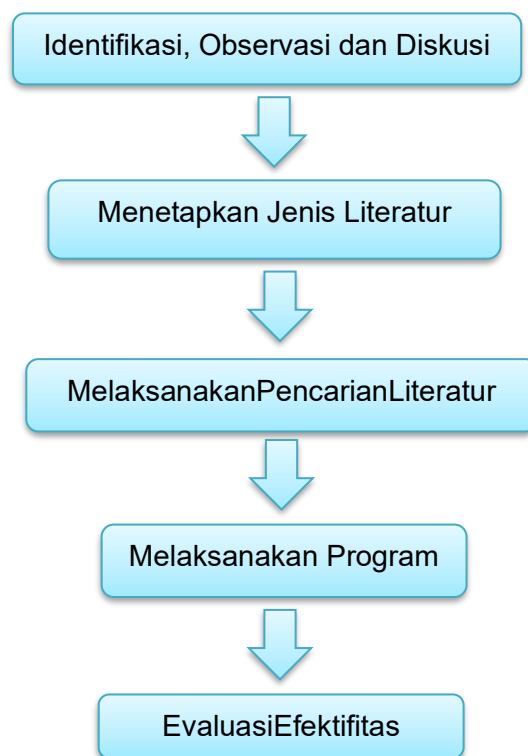 Identifikasi, Observasi dan Diskusi
Menetapkan Jenis Literatur
MelaksanakanPencarianLiteratur
Melaksanakan Program
EvaluasiEfektifitas